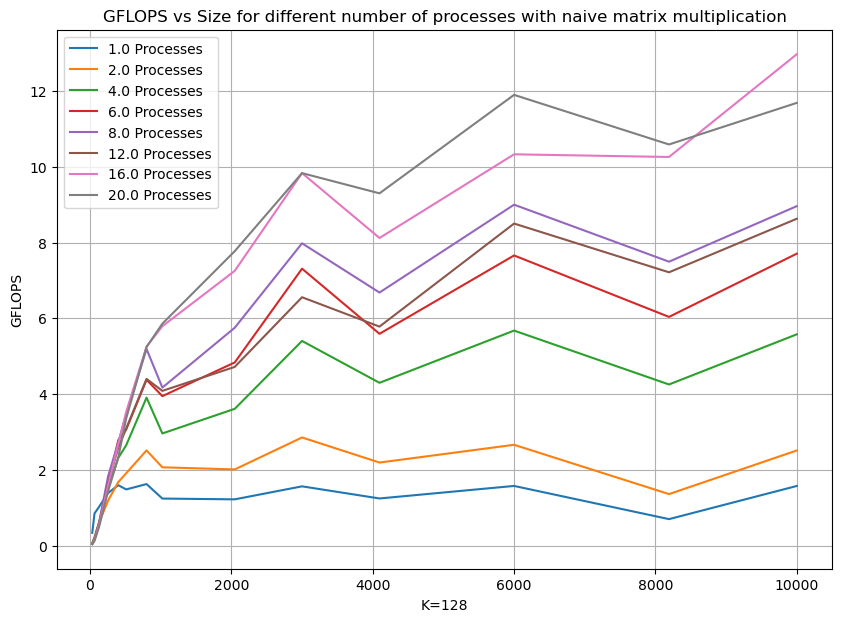 GFLOPS vs Size for different number of processes with naive matrix multiplication
1.0 Processes
2.0 Processes
4.0 Processes
6.0 Processes
8.0 Processes
12.0 Processes
16.0 Processes
20.0 Processes
GFLOPS
12
10
8
6
4
2
0
0 2000 4000 6000 8000 10000
K=128